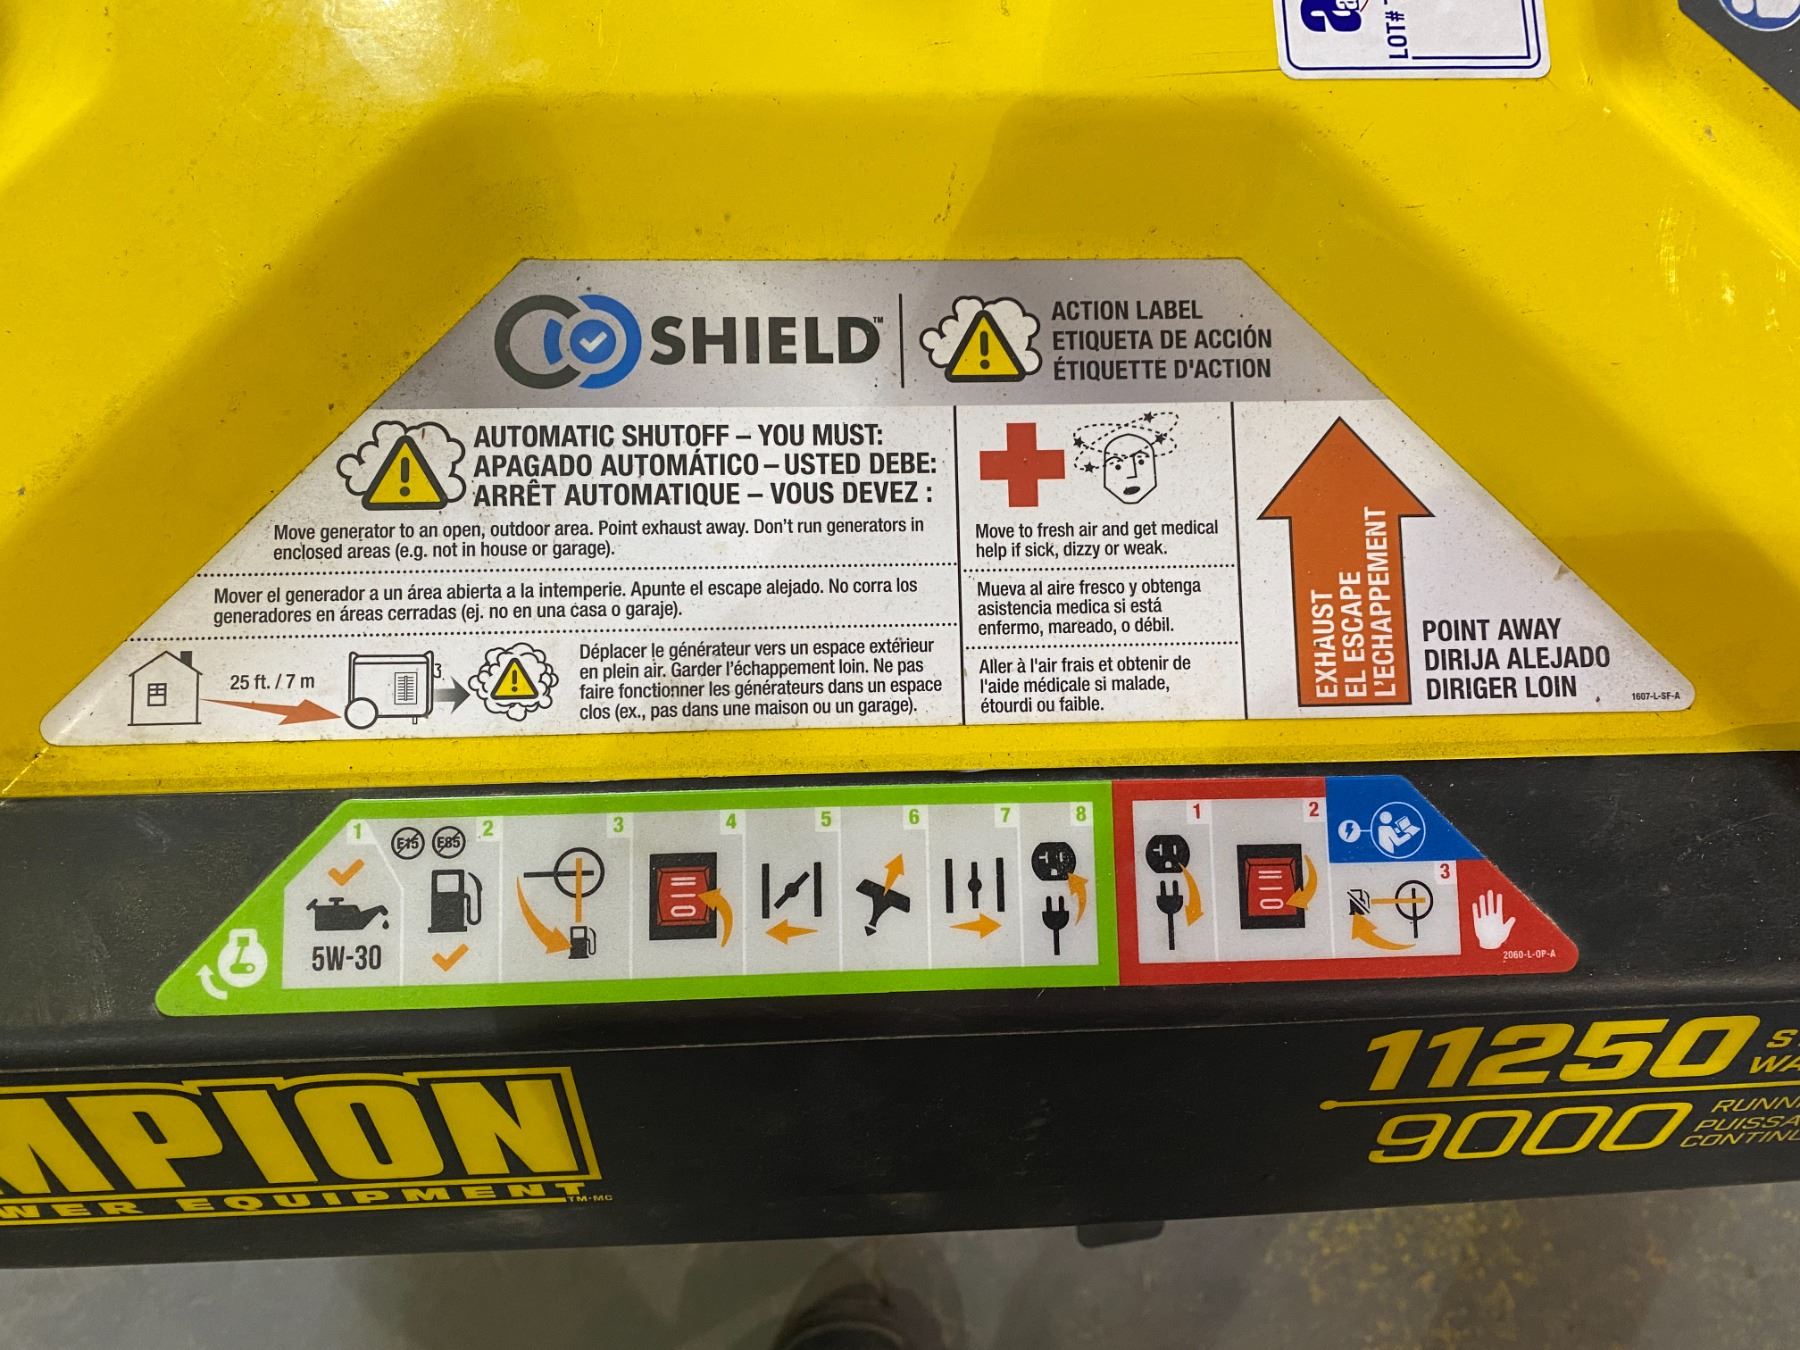 LOT#
CO SHIELD™
ACTION LABEL
ETIQUETA DE ACCIÓN
ÉTIQUETTE D'ACTION
AUTOMATIC SHUTOFF – YOU MUST:
APAGADO AUTOMÁTICO – USTED DEBE:
ARRÊT AUTOMATIQUE – VOUS DEVEZ :
Move generator to an open, outdoor area. Point exhaust away. Don't run generators in
enclosed areas (e.g. not in house or garage).
Mover el generador a un área abierta a la intemperie. Apunte el escape alejado. No corra los
generadores en áreas cerradas (ej. no en una casa o garaje).
25 ft. / 7 m
Déplacer le générateur vers un espace extérieur
en plein air. Garder l'échappement loin. Ne pas
faire fonctionner les générateurs dans un espace
clos (ex., pas dans une maison ou un garage).
Move to fresh air and get medical
help if sick, dizzy or weak.
Mueva al aire fresco y obtenga
asistencia medica si está
enfermo, mareado, o débil.
Aller à l'air frais et obtenir de
l'aide médicale si malade,
étourdi ou faible.
EXHAUST
EL ESCAPE
L'ECHAPPEMENT
POINT AWAY
DIRIJA ALEJADO
DIRIGER LOIN
1607-L-SF-A
1 2 3 4 5 6 7 8
E15 E85
5W-30
1 2 3
2060-L-OP-A
MPION
WER EQUIPMENT
TM-MC
11250
9000
RUNN
PUISSA
CONTINU